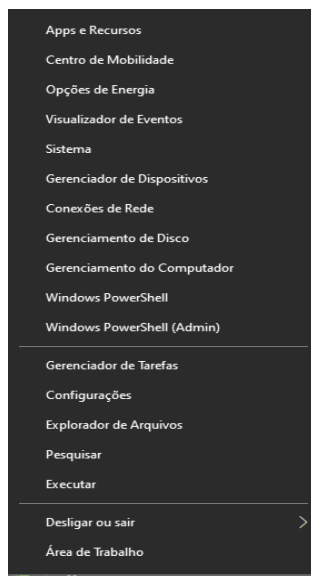 Apps e Recursos
Centro de Mobilidade
Opções de Energia
Visualizador de Eventos
Sistema
Gerenciador de Dispositivos
Conexões de Rede
Gerenciamento de Disco
Gerenciamento do Computador
Windows PowerShell
Windows PowerShell (Admin)
Gerenciador de Tarefas
Configurações
Explorador de Arquivos
Pesquisar
Executar
Desligar ou sair
Área de Trabalho